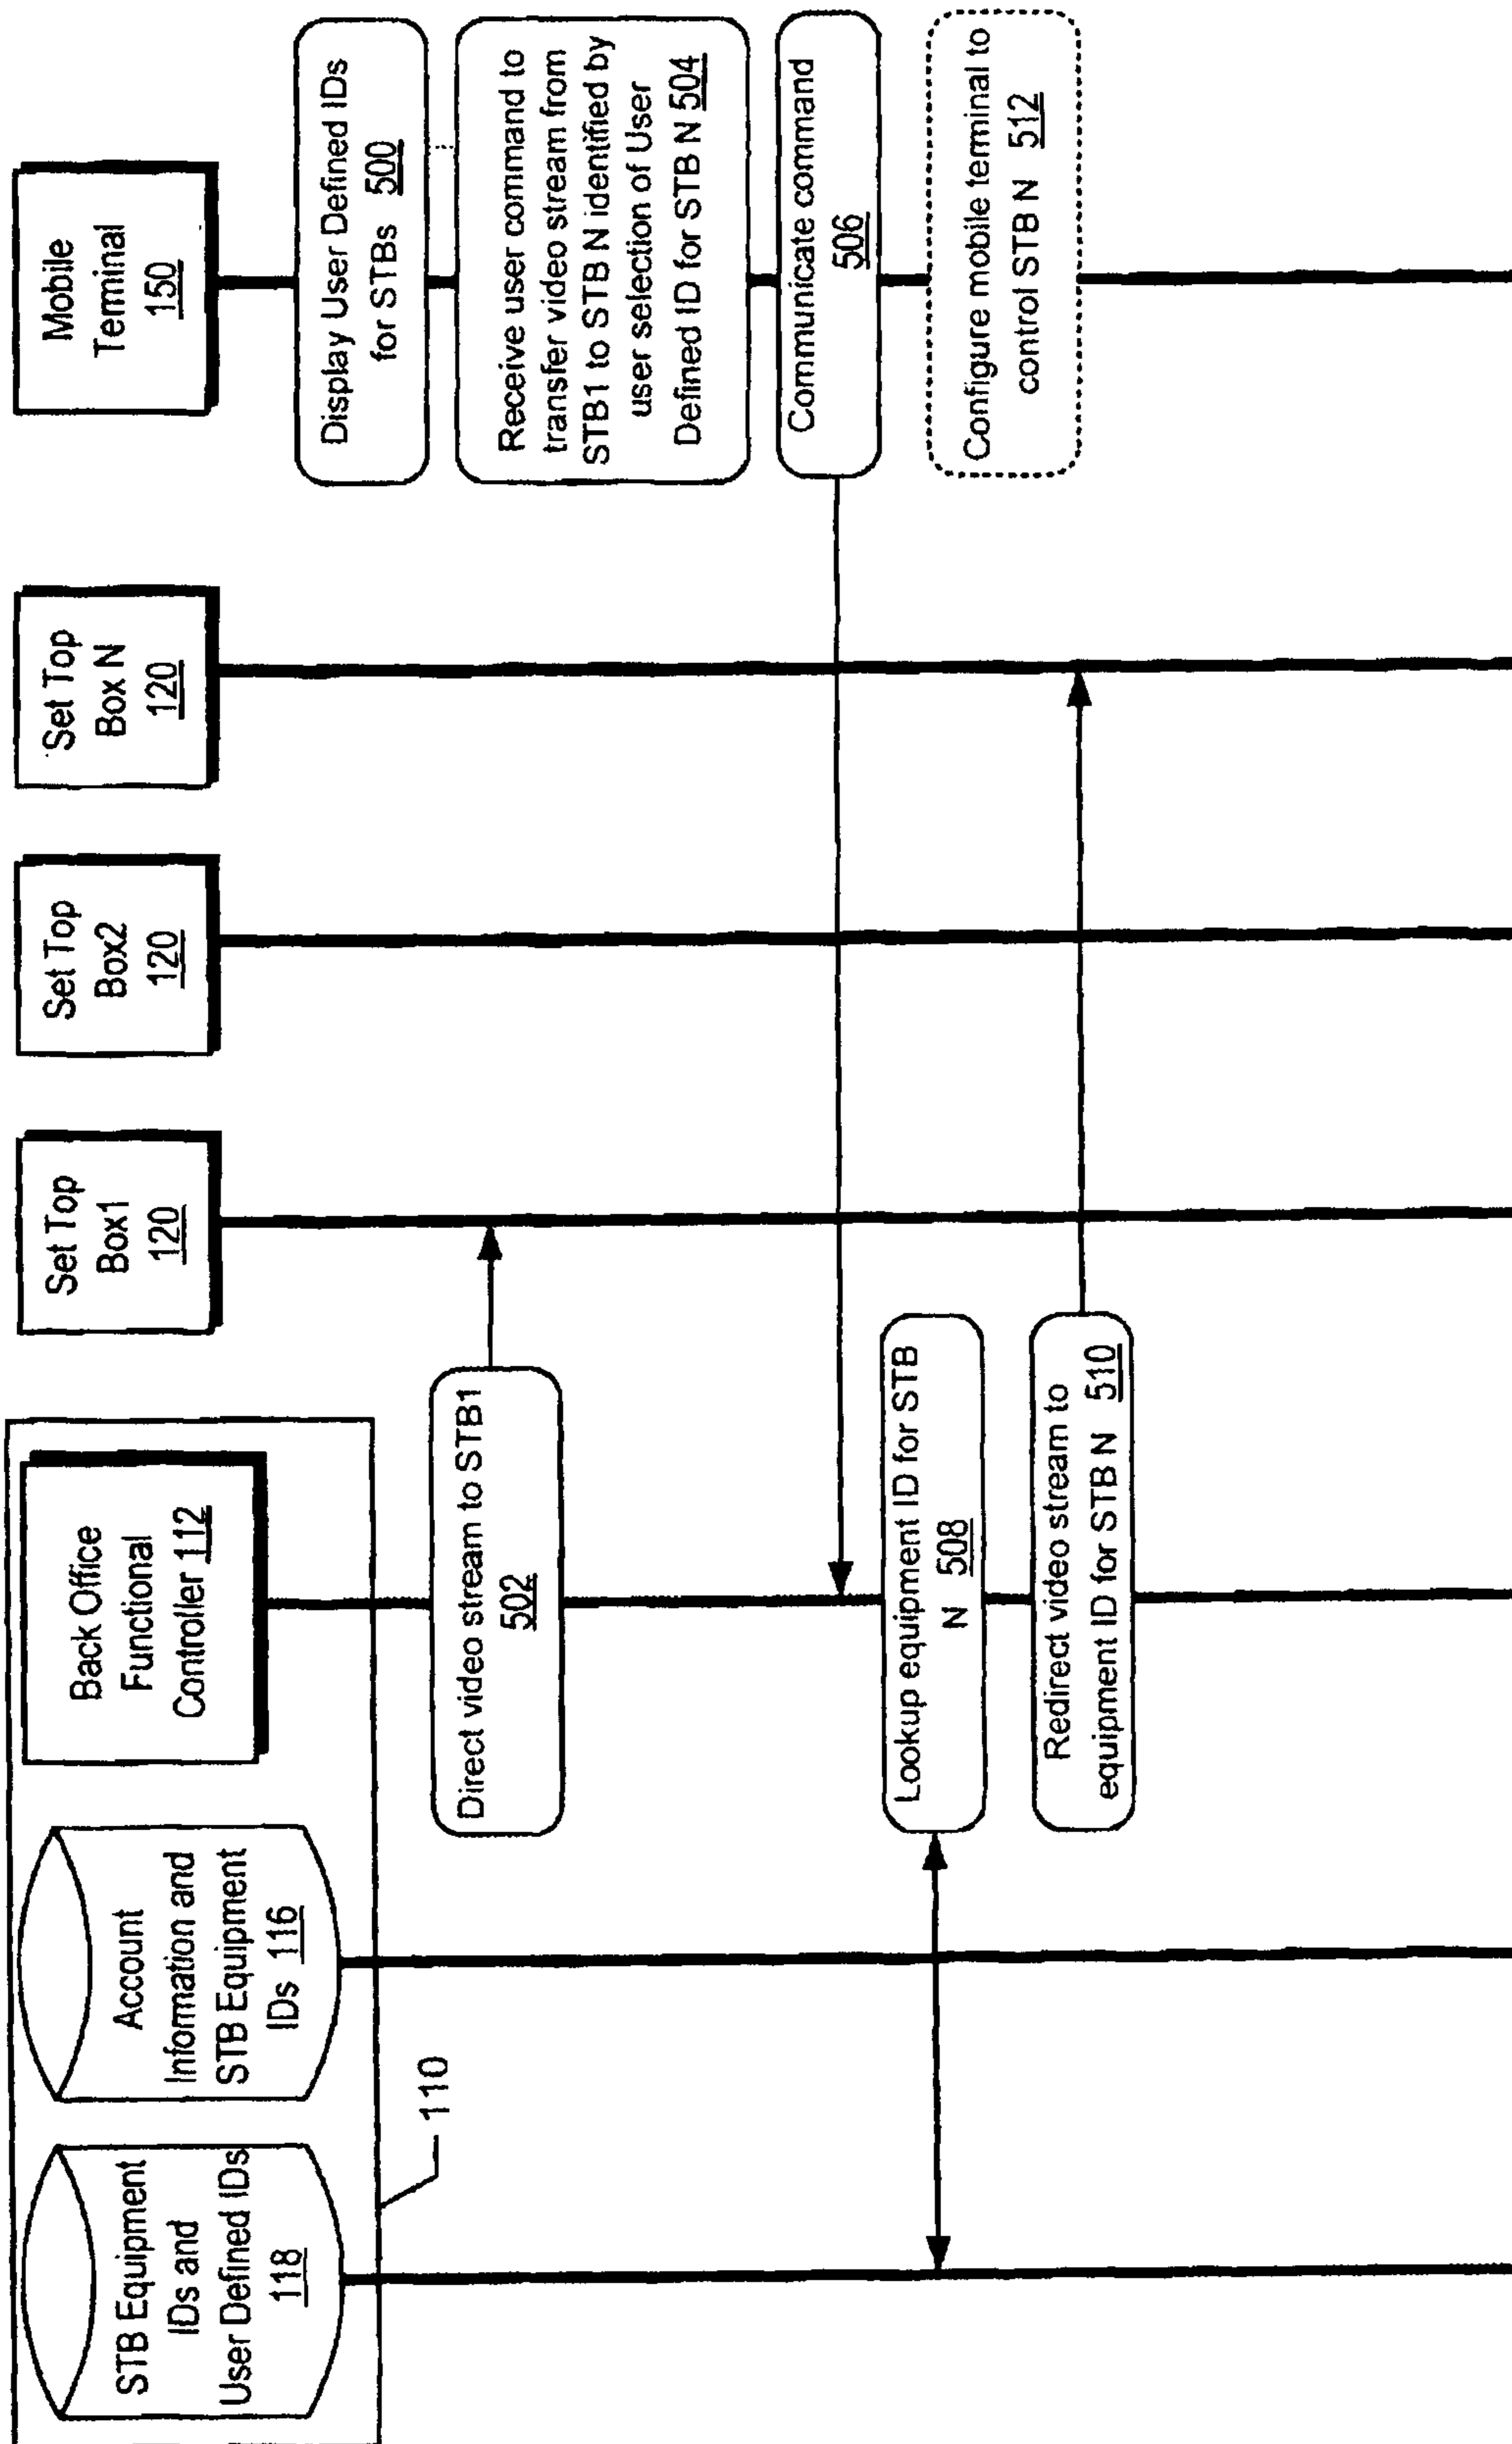 STB Equipment
IDs and
User Defined IDs
118
Account
Information and
STB Equipment
IDs 116
Back Office
Functional
Controller 112
Set Top
Box1
120
Set Top
Box2
120
Set Top
Box N
120
Mobile
Terminal
150
110
Display User Defined IDs
for STBs 500
Direct video stream to STB1
502
Receive user command to
transfer video stream from
STB1 to STB N identified by
user selection of User
Defined ID for STB N 504
Communicate command
506
Lookup equipment ID for STB
N 508
Redirect video stream to
equipment ID for STB N 510
Configure mobile terminal to
control STB N 512